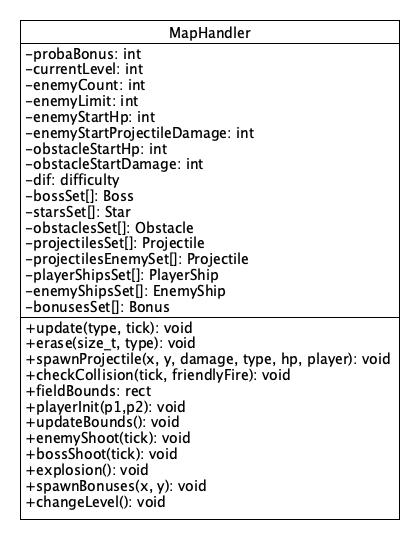 MapHandler
-probaBonus: int
-currentLevel: int
-enemyCount: int
-enemyLimit: int
-enemyStartHp: int
-enemyStartProjectileDamage: int
-obstacleStartHp: int
-obstacleStartDamage: int
-dif: difficulty
-bossSet[]: Boss
-starsSet[]: Star
-obstaclesSet[]: Obstacle
-projectilesSet[]: Projectile
-projectilesEnemySet[]: Projectile
-playerShipsSet[]: PlayerShip
-enemyShipsSet[]: EnemyShip
-bonusesSet[]: Bonus
+update(type, tick): void
+erase(size_t, type): void
+spawnProjectile(x, y, damage, type, hp, player): void
+checkCollision(tick, friendlyFire): void
+fieldBounds: rect
+playerInit(p1,p2): void
+updateBounds(): void
+enemyShoot(tick): void
+bossShoot(tick): void
+explosion(): void
+spawnBonuses(x, y): void
+changeLevel(): void